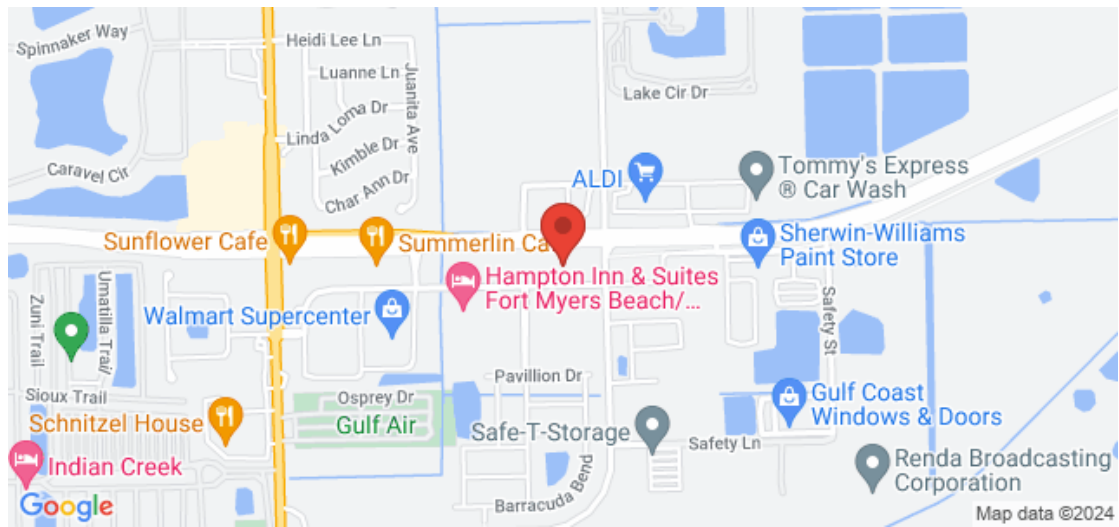 Spinnaker Way
Heidi Lee Ln
Luanne Ln
Juanita Ave
Linda Loma Dr
Kimble Dr
Char Ann Dr
Caravel Cir
Lake Cir Dr
ALDI
Tommy's Express
® Car Wash
Sunflower Cafe
Summerlin Ca
Sherwin-Williams
Paint Store
Hampton Inn & Suites
Fort Myers Beach/...
Walmart Supercenter
Zuni Trail
Umatilla Trail
Safety St
Sioux Trail
Osprey Dr
Pavillion Dr
Schnitzel House
Gulf Air
Gulf Coast
Windows & Doors
Safe-T-Storage
Safety Ln
Indian Creek
Barracuda Bend
Renda Broadcasting
Corporation
Google
Map data ©2024